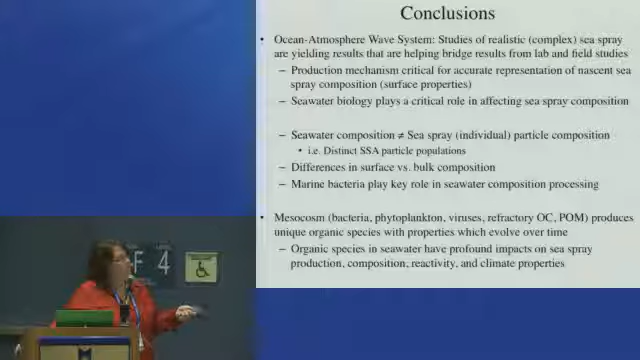 Conclusions
• Ocean-Atmosphere Wave System: Studies of realistic (complex) sea spray
are yielding results that are helping bridge results from lab and field studies
– Production mechanism critical for accurate representation of nascent sea
spray composition (surface properties)
– Seawater biology plays a critical role in affecting sea spray composition
– Seawater composition ≠ Sea spray (individual) particle composition
• i.e. Distinct SSA particle populations
– Differences in surface vs. bulk composition
– Marine bacteria play key role in seawater composition processing
• Mesocosm (bacteria, phytoplankton, viruses, refractory OC, POM) produces
unique organic species with properties which evolve over time
– Organic species in seawater have profound impacts on sea spray
production, composition, reactivity, and climate properties
F 4